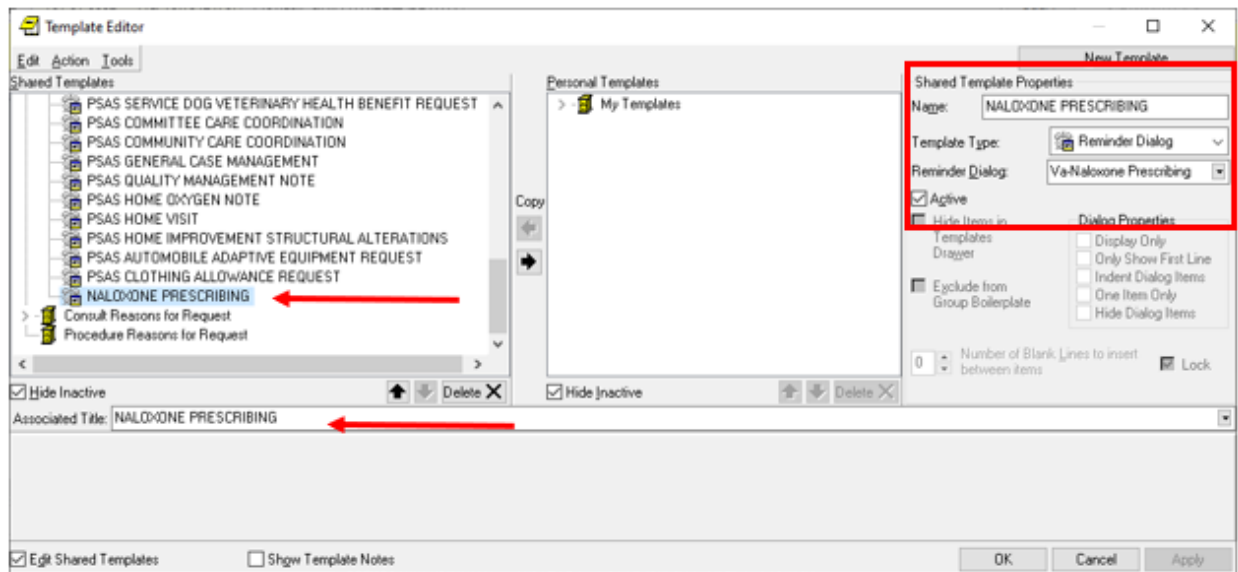 Template Editor
Edit Action Tools
New Template
Shared Templates
PSAS SERVICE DOG VETERINARY HEALTH BENEFIT REQUEST
PSAS COMMITTEE CARE COORDINATION
PSAS COMMUNITY CARE COORDINATION
PSAS GENERAL CASE MANAGEMENT
PSAS QUALITY MANAGEMENT NOTE
PSAS HOME OXYGEN NOTE
PSAS HOME VISIT
PSAS HOME IMPROVEMENT STRUCTURAL ALTERATIONS
PSAS AUTOMOBILE ADAPTIVE EQUIPMENT REQUEST
PSAS CLOTHING ALLOWANCE REQUEST
NALOXONE PRESCRIBING
Consult Reasons for Request
Procedure Reasons for Request
Hide Inactive
Delete
Copy
Personal Templates
My Templates
Hide Inactive
Delete
Shared Template Properties
Name: NALOXONE PRESCRIBING
Template Type: Reminder Dialog
Reminder Dialog: Va-Naloxone Prescribing
Active
Hide Items in
Templates
Drawer
Exclude from
Group Boilerplate
Dialog Properties
Display Only
Only Show First Line
Indent Dialog Items
One Item Only
Hide Dialog Items
0 Number of Blank Lines to insert
between items
Lock
Associated Title: NALOXONE PRESCRIBING
Edit Shared Templates
Show Template Notes
OK Cancel Apply